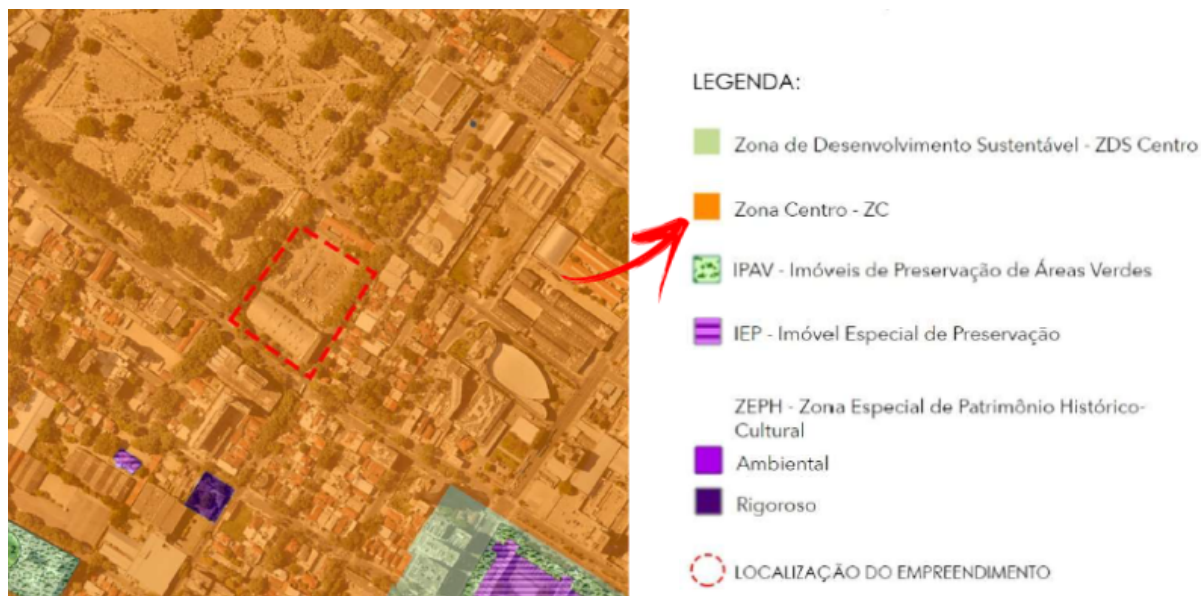 LEGENDA:
Zona de Desenvolvimento Sustentável - ZDS Centro
Zona Centro - ZC
IPAV - Imóveis de Preservação de Áreas Verdes
IEP - Imóvel Especial de Preservação
ZEPH - Zona Especial de Patrimônio Histórico-
Cultural
Ambiental
Rigoroso
LOCALIZAÇÃO DO EMPREENDIMENTO